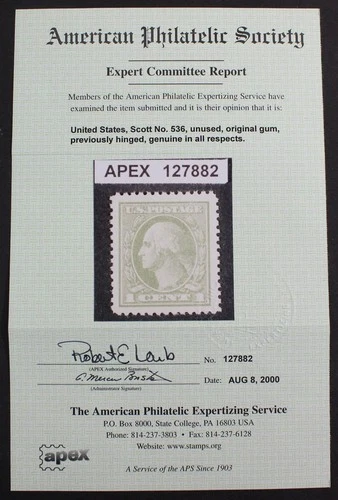 American Philatelic Society
Expert Committee Report
Members of the American Philatelic Expertizing Service have
examined the item submitted and it is their opinion that it is:
United States, Scott No. 536, unused, original gum,
previously hinged, genuine in all respects.
APEX 127882
U.S. POSTAGE
1 CENT 1
(APEX Authorized Signature)
No. 127882
(Administrator Signature)
Date: AUG 8, 2000
The American Philatelic Expertizing Service
P.O. Box 8000, State College, PA 16803 USA
Phone: 814-237-3803 • Fax: 814-237-6128
Website: www.stamps.org
apex
A Service of the APS Since 1903